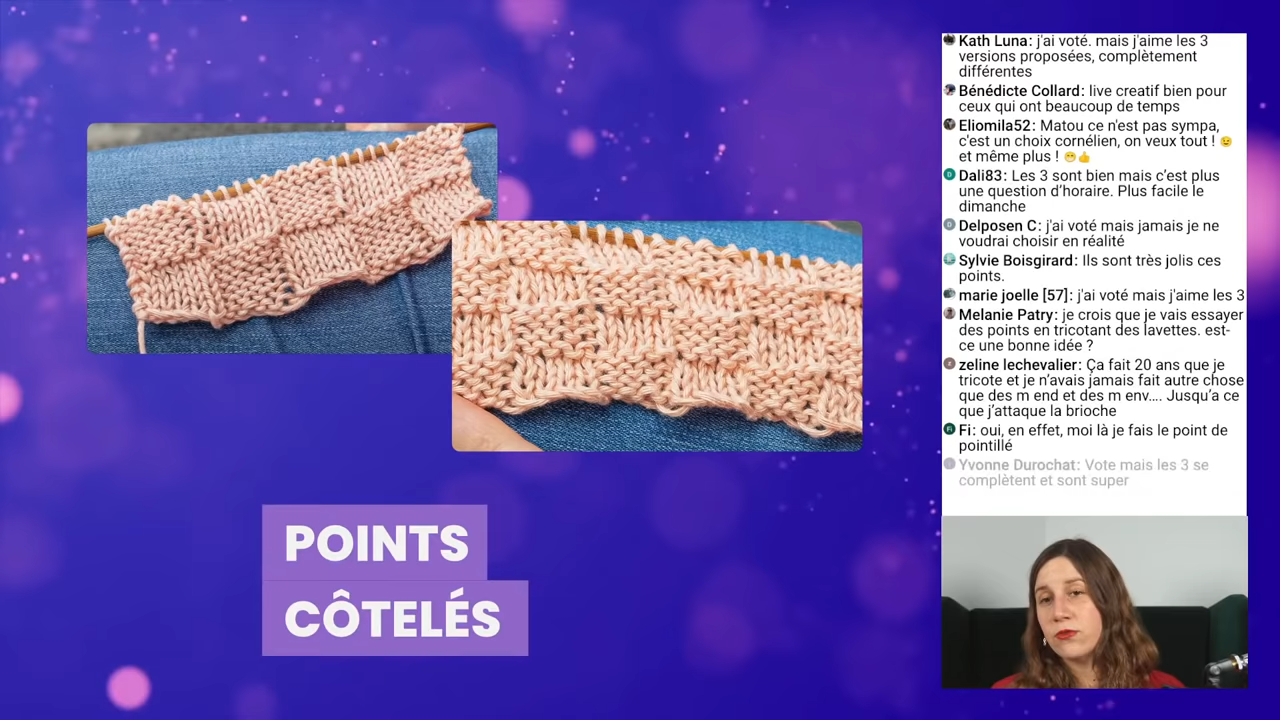 POINTS
CÔTELÉS
Kath Luna: j'ai voté. mais j'aime les 3
versions proposées, complètement
différentes
Bénédicte Collard: live creatif bien pour
ceux qui ont beaucoup de temps
Eliomila52: Matou ce n'est pas sympa,
c'est un choix cornélien, on veut tout ! 😉
et même plus ! 😁👍
Dali83: Les 3 sont bien mais c’est plus
une question d’horaire. Plus facile le
dimanche
Delposen C: j'ai voté mais jamais je ne
voudrai choisir en réalité
Sylvie Boisgirard: Ils sont très jolis ces
points.
marie joelle [57]: j'ai voté mais j'aime les 3
Melanie Patry: je crois que je vais essayer
des points en tricotant des lavettes. est-
ce une bonne idée ?
zeline lechevalier: Ça fait 20 ans que je
tricote et je n’avais jamais fait autre chose
que des m end et des m env.... Jusqu’a ce
que j’attaque la brioche
Fi: oui, en effet, moi là je fais le point de
pointillé
Yvonne Durochat: Vote mais les 3 se
complètent et sont super